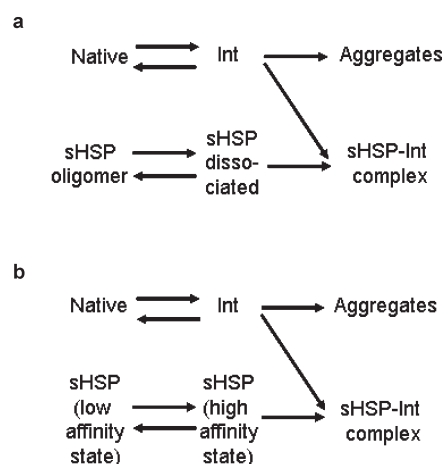 a
Native Int Aggregates
sHSP oligomer sHSP disso-ciated sHSP-Int complex
b
Native Int Aggregates
sHSP (low affinity state) sHSP (high affinity state) sHSP-Int complex